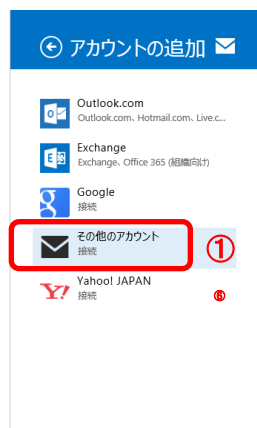 アカウントの追加
Outlook.com
Outlook.com、Hotmail.com、Live.c...
Exchange
Exchange、Office 365 (組織向け)
Google
接続
その他のアカウント
接続
①
Yahoo! JAPAN
接続
⑥